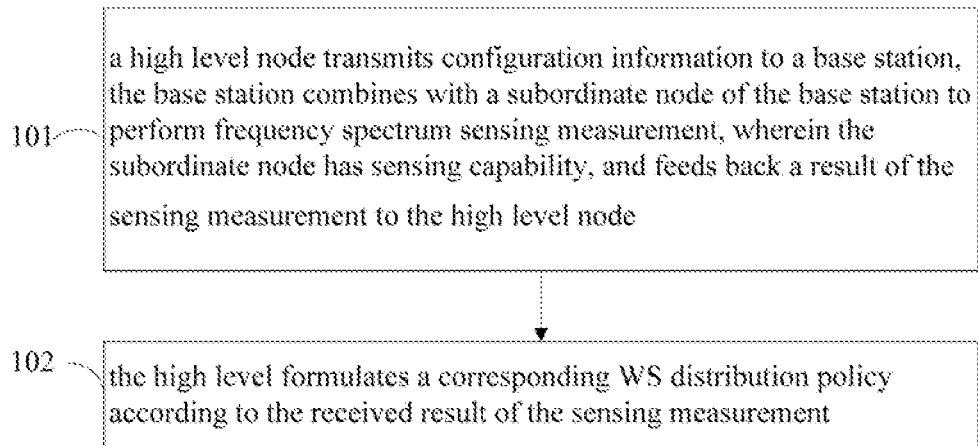 a high level node transmits configuration information to a base station,
the base station combines with a subordinate node of the base station to
101
perform frequency spectrum sensing measurement, wherein the
subordinate node has sensing capability, and feeds back a result of the
sensing measurement to the high level node
102
the high level formulates a corresponding WS distribution policy
according to the received result of the sensing measurement